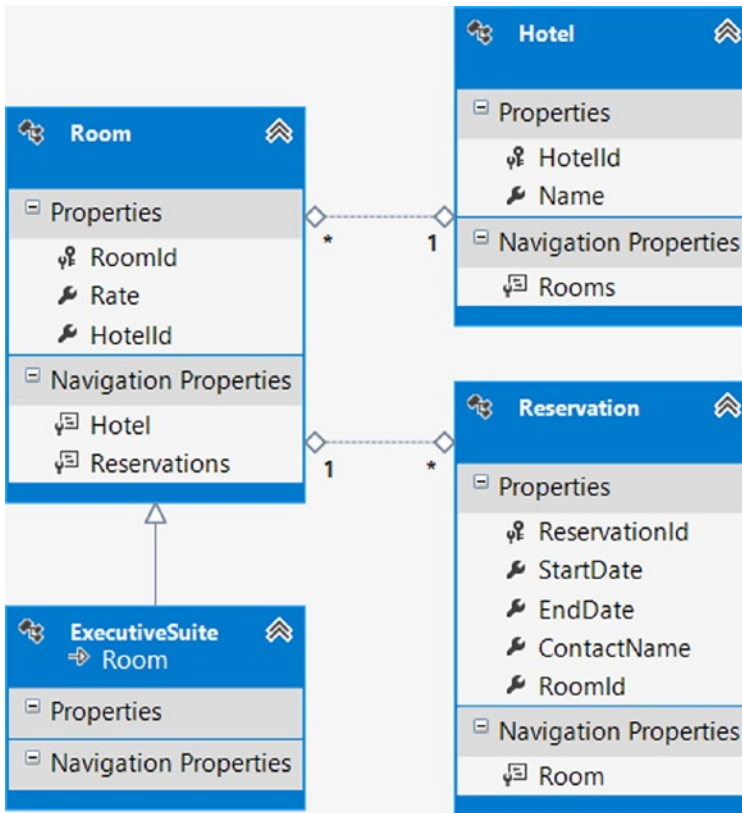 Room
Properties
RoomId
Rate
HotelId
Navigation Properties
Hotel
Reservations
* 1
1 *
Hotel
Properties
HotelId
Name
Navigation Properties
Rooms
ExecutiveSuite
Room
Properties
Navigation Properties
Reservation
Properties
ReservationId
StartDate
EndDate
ContactName
RoomId
Navigation Properties
Room